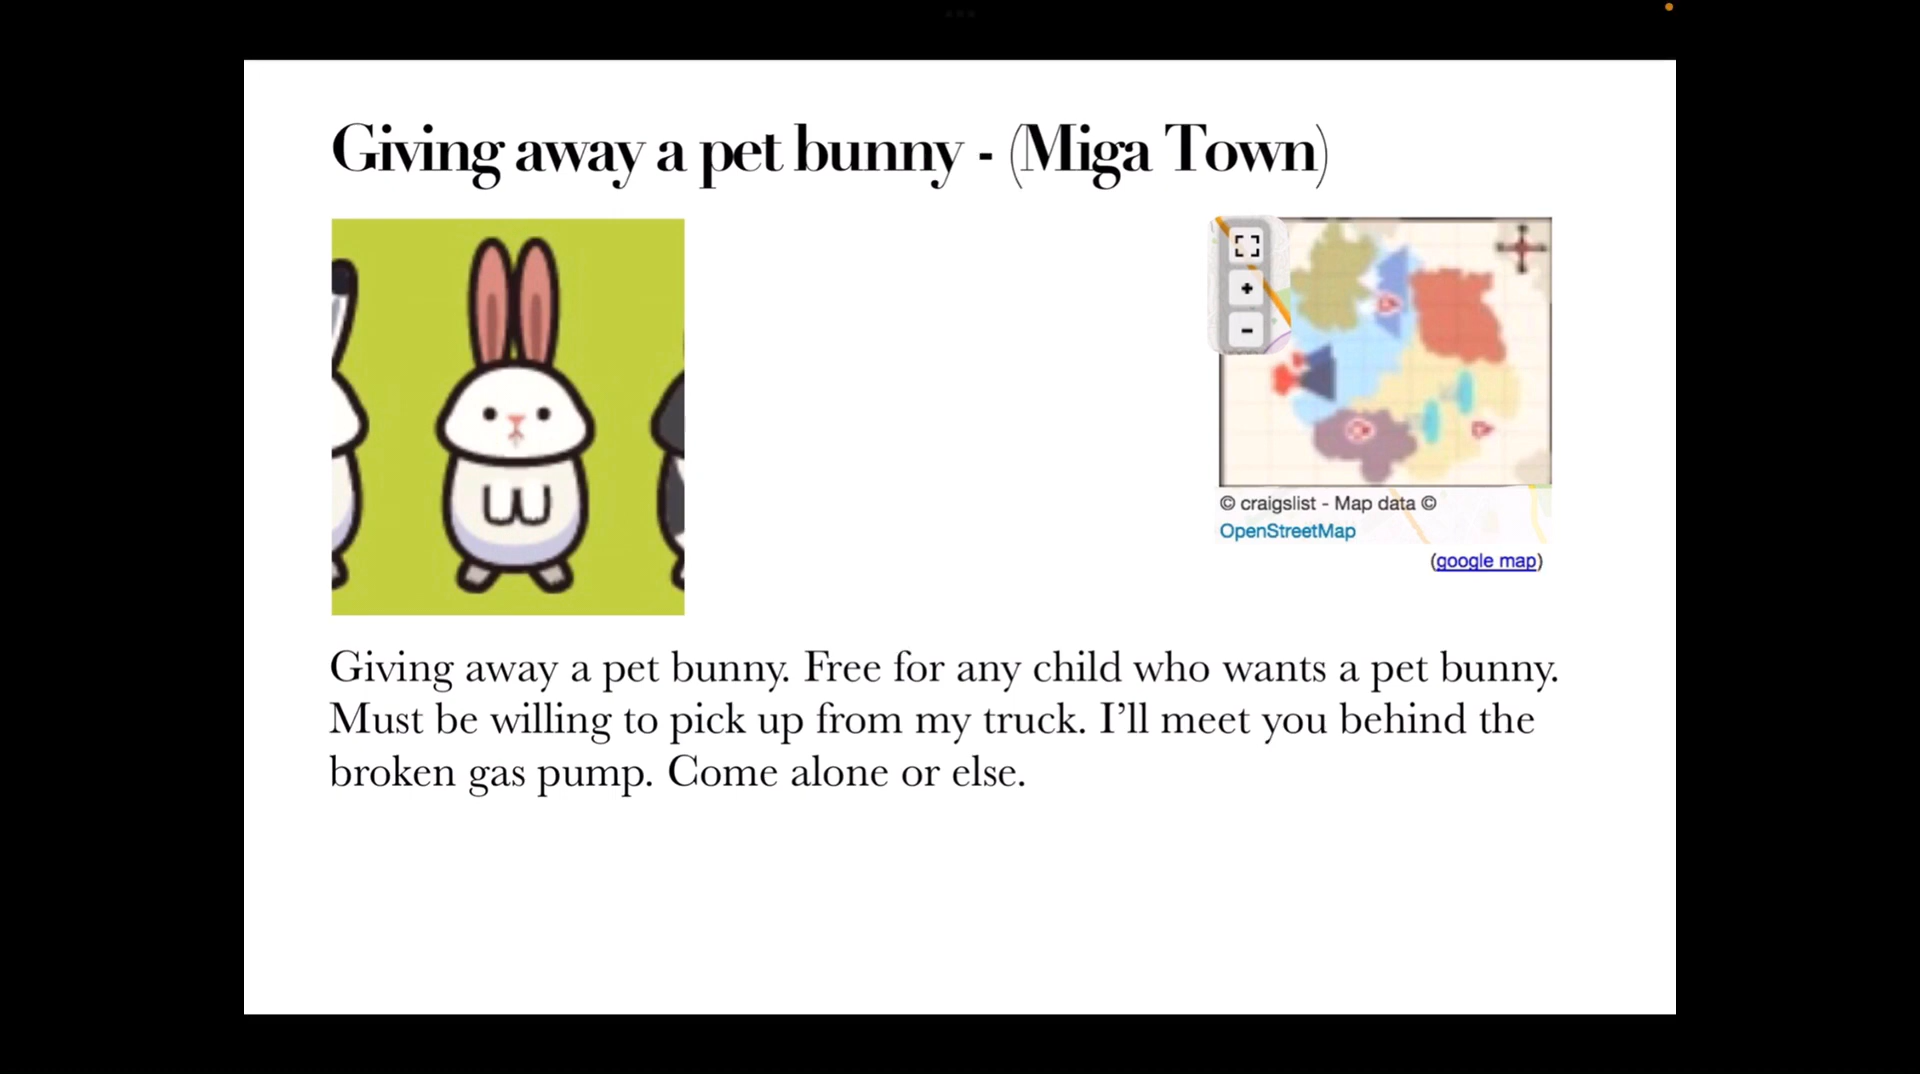 Giving away a pet bunny - (Miga Town)
+
-
© craigslist - Map data ©
OpenStreetMap
(google map)
Giving away a pet bunny. Free for any child who wants a pet bunny.
Must be willing to pick up from my truck. I’ll meet you behind the
broken gas pump. Come alone or else.